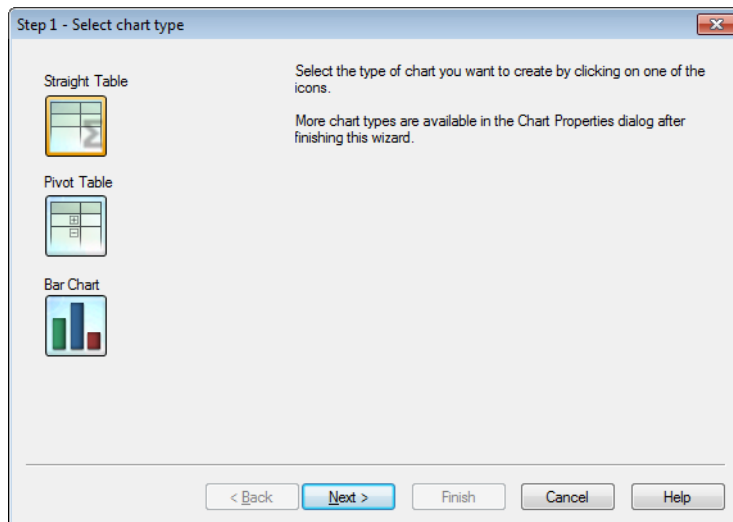 Step 1 - Select chart type
Straight Table
Σ
Pivot Table
Bar Chart
Select the type of chart you want to create by clicking on one of the
icons.
More chart types are available in the Chart Properties dialog after
finishing this wizard.
< Back
Next >
Finish
Cancel
Help